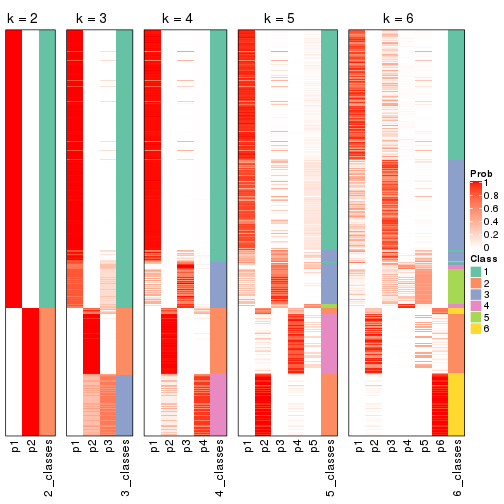 k = 2
k = 3
k = 4
k = 5
k = 6
p1
p2
2_classes
p1
p2
p3
3_classes
p1
p2
p3
p4
4_classes
p1
p2
p3
p4
p5
5_classes
p1
p2
p3
p4
p5
p6
6_classes
Prob
1
0.8
0.6
0.4
0.2
0
Class
1
2
3
4
5
6